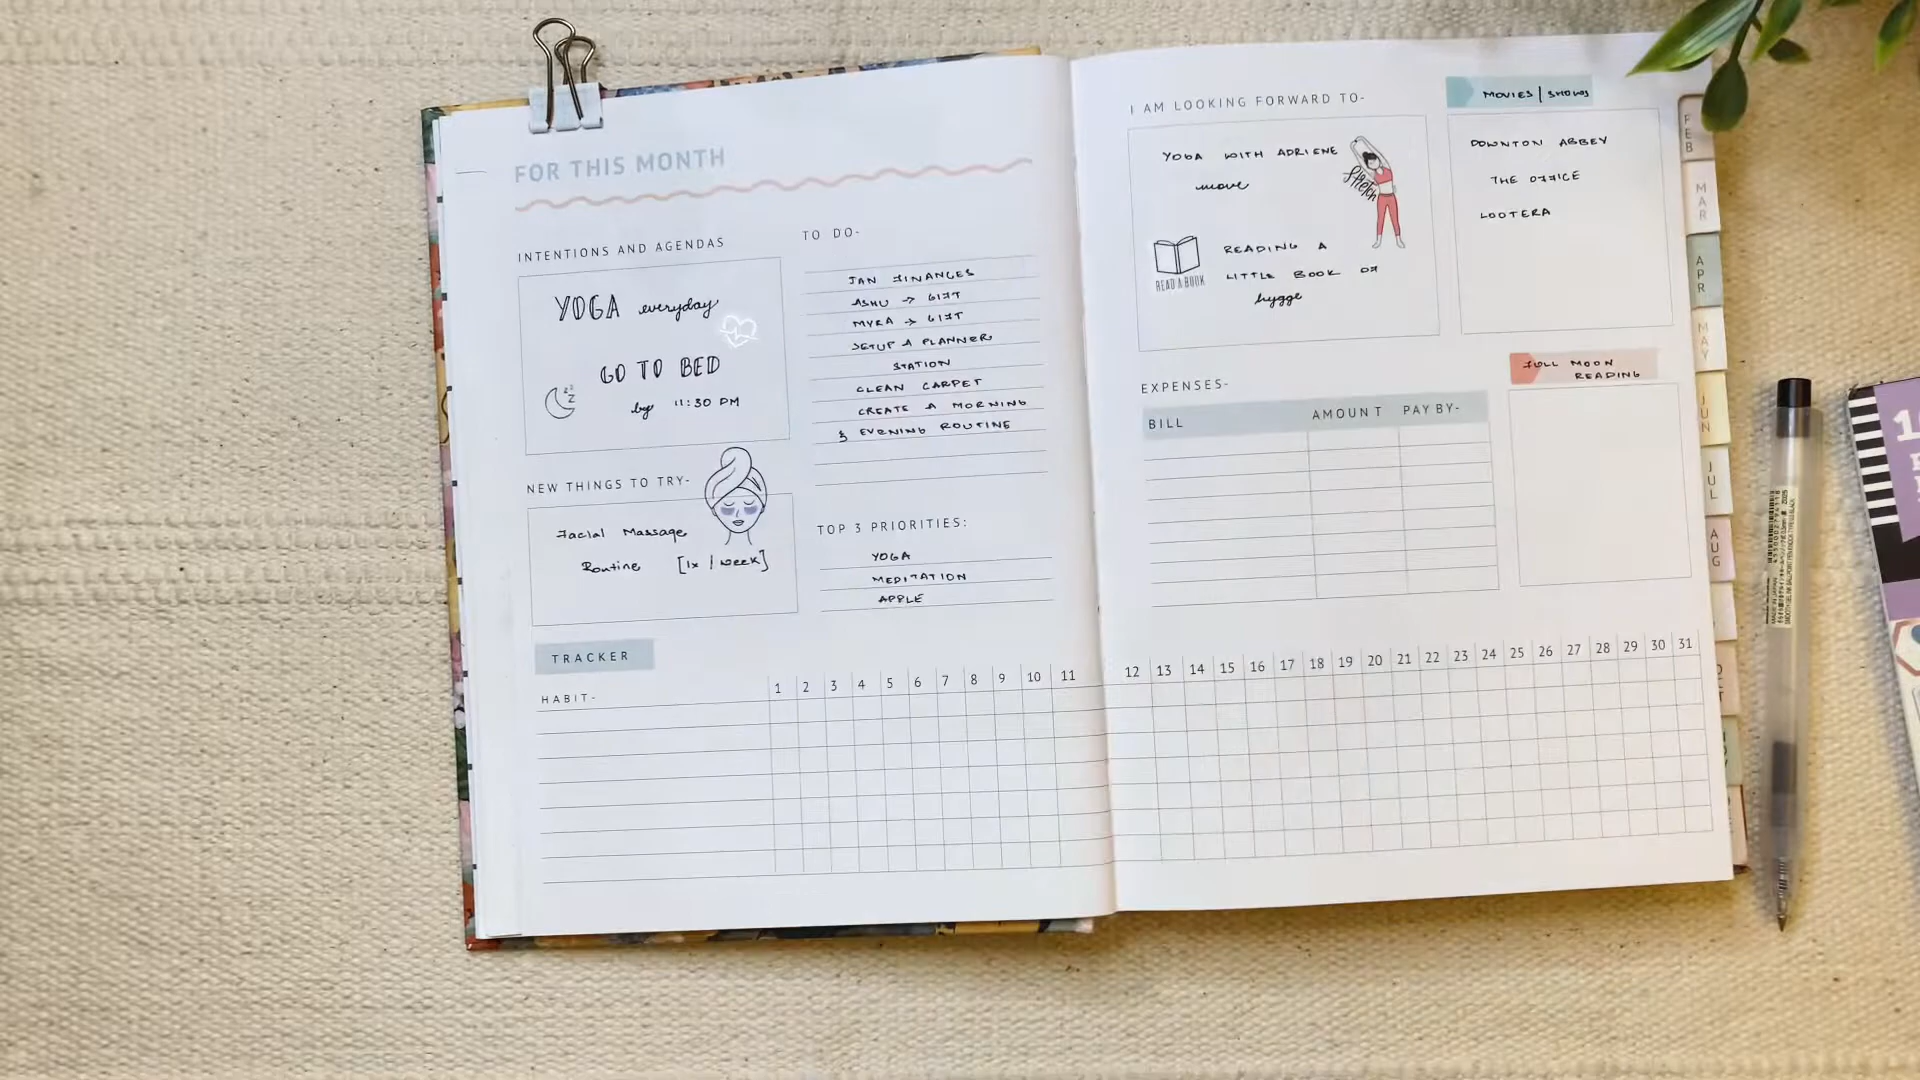 FOR THIS MONTH
INTENTIONS AND AGENDAS
YOGA everyday
GO TO BED
by 11:30 PM
NEW THINGS TO TRY-
Facial Massage
Routine [1x / week]
TO DO-
JAN FINANCES
ASHU → GIFT
MYRA → GIFT
SETUP A PLANNER
STATION
CLEAN CARPET
CREATE A MORNING
& EVENING ROUTINE
TOP 3 PRIORITIES:
YOGA
MEDITATION
APPLE
TRACKER
HABIT-
1 2 3 4 5 6 7 8 9 10 11 12 13 14 15 16 17 18 19 20 21 22 23 24 25 26 27 28 29 30 31
I AM LOOKING FORWARD TO-
YOGA WITH ADRIENE
move
Stretch
READ A BOOK
READING A
LITTLE BOOK OF
hygge
MOVIES | SHOWS
DOWNTON ABBEY
THE OFFICE
LOOTERA
EXPENSES-
BILL AMOUNT PAY BY-
FULL MOON
READING
FEB
MAR
APR
MAY
JUN
JUL
AUG